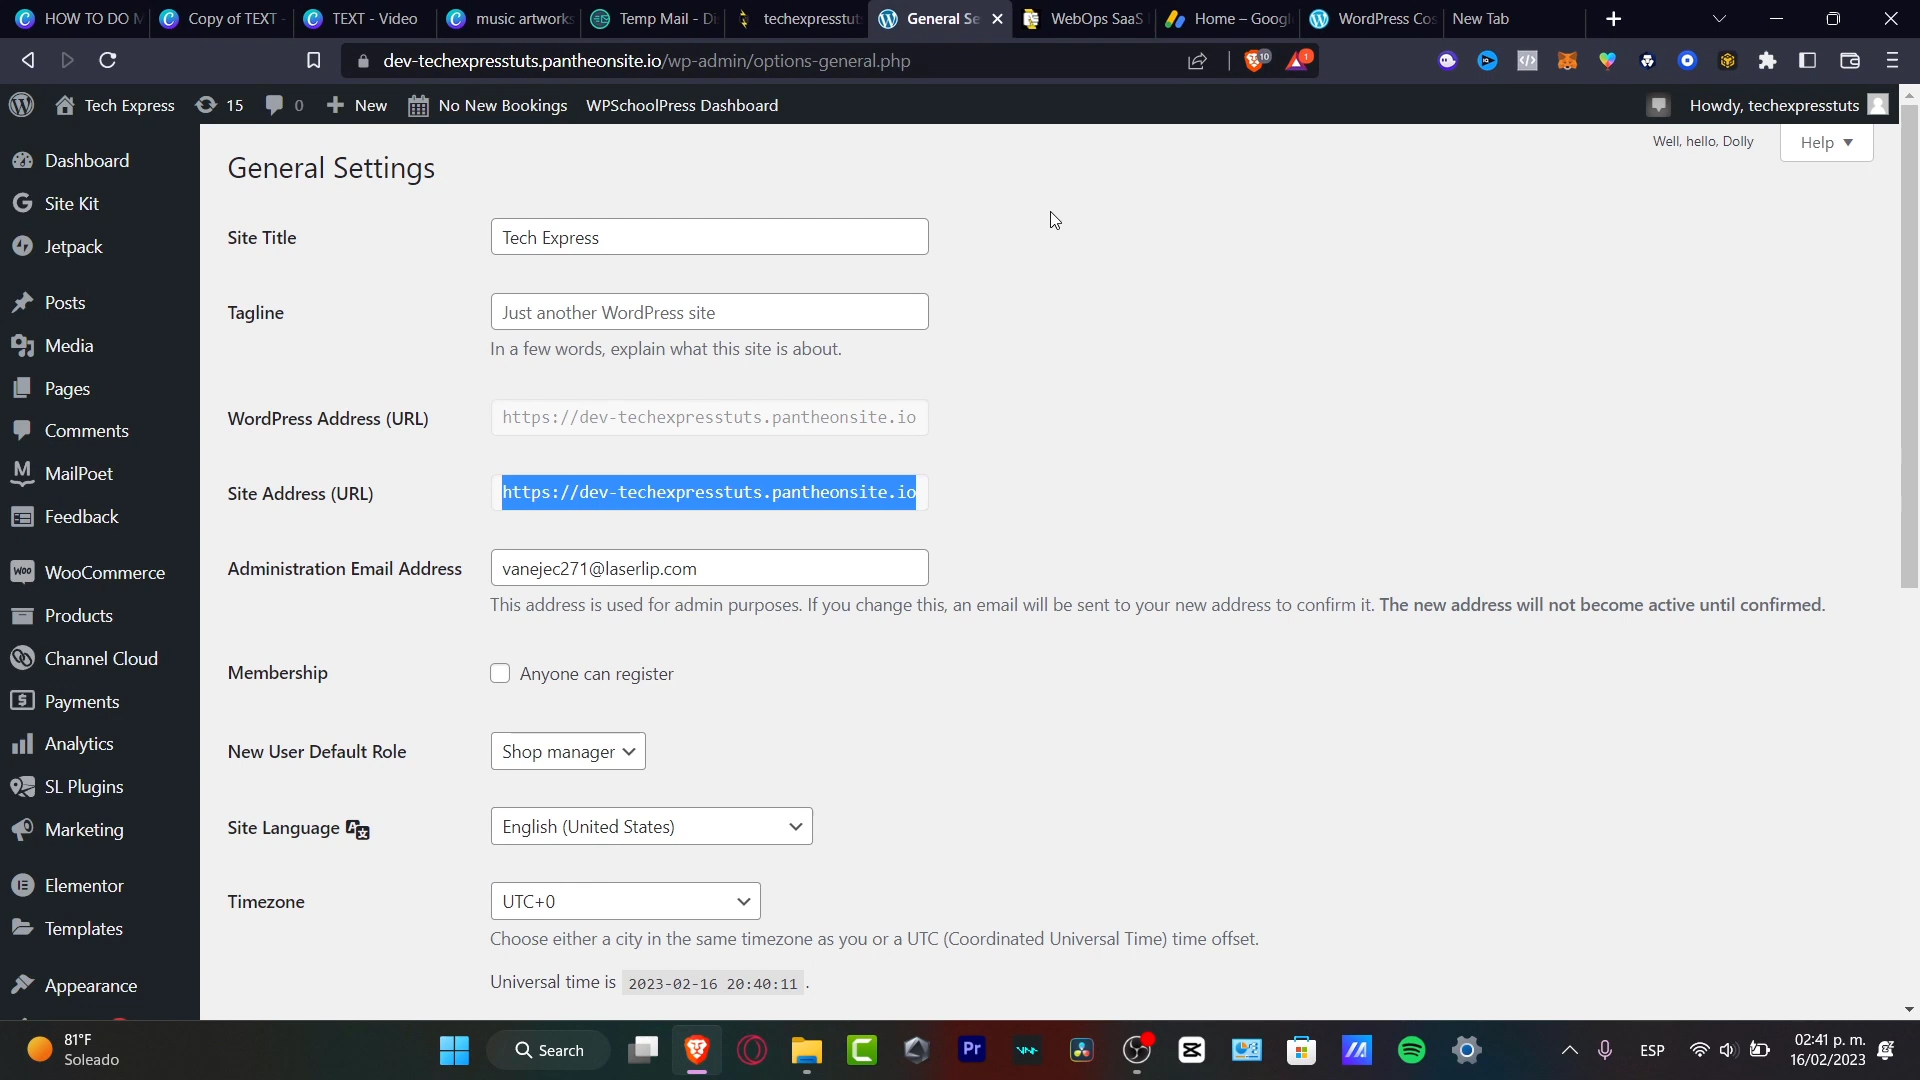 HOW TO DO M
Copy of TEXT -
TEXT - Video
music artworks
Temp Mail - Di
techexpresstut
General Se
WebOps SaaS
Home – Googl
WordPress Cos
New Tab
dev-techexpresstuts.pantheonsite.io/wp-admin/options-general.php
10
1
Tech Express
15
0
New
No New Bookings
WPSchoolPress Dashboard
Howdy, techexpresstuts
Dashboard
Site Kit
Jetpack
Posts
Media
Pages
Comments
MailPoet
Feedback
WooCommerce
Products
Channel Cloud
Payments
Analytics
SL Plugins
Marketing
Elementor
Templates
Appearance
Well, hello, Dolly
Help
General Settings
Site Title
Tech Express
Tagline
Just another WordPress site
In a few words, explain what this site is about.
WordPress Address (URL)
https://dev-techexpresstuts.pantheonsite.io
Site Address (URL)
https://dev-techexpresstuts.pantheonsite.io
Administration Email Address
vanejec271@laserlip.com
This address is used for admin purposes. If you change this, an email will be sent to your new address to confirm it. The new address will not become active until confirmed.
Membership
Anyone can register
New User Default Role
Shop manager
Site Language
English (United States)
Timezone
UTC+0
Choose either a city in the same timezone as you or a UTC (Coordinated Universal Time) time offset.
Universal time is 2023-02-16 20:40:11 .
81°F
Soleado
Search
Pr
ESP
02:41 p. m.
16/02/2023